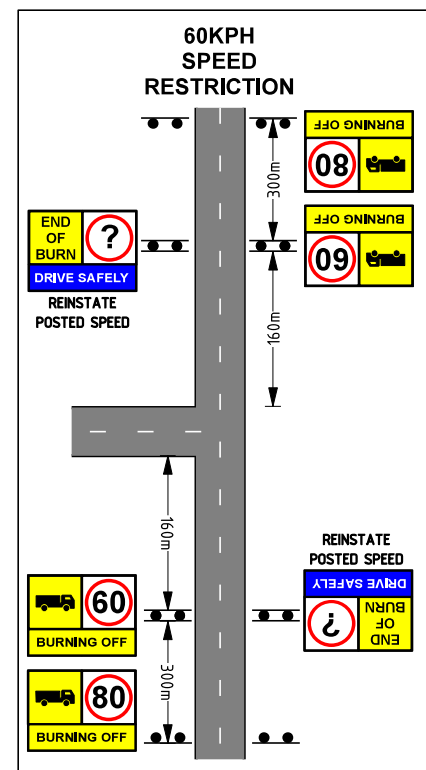 60KPH
SPEED
RESTRICTION
BURNING OFF
80
300m
END
OF
BURN
?
DRIVE SAFELY
REINSTATE
POSTED SPEED
BURNING OFF
60
160m
160m
REINSTATE
POSTED SPEED
DRIVE SAFELY
?
END
OF
BURN
60
BURNING OFF
300m
80
BURNING OFF